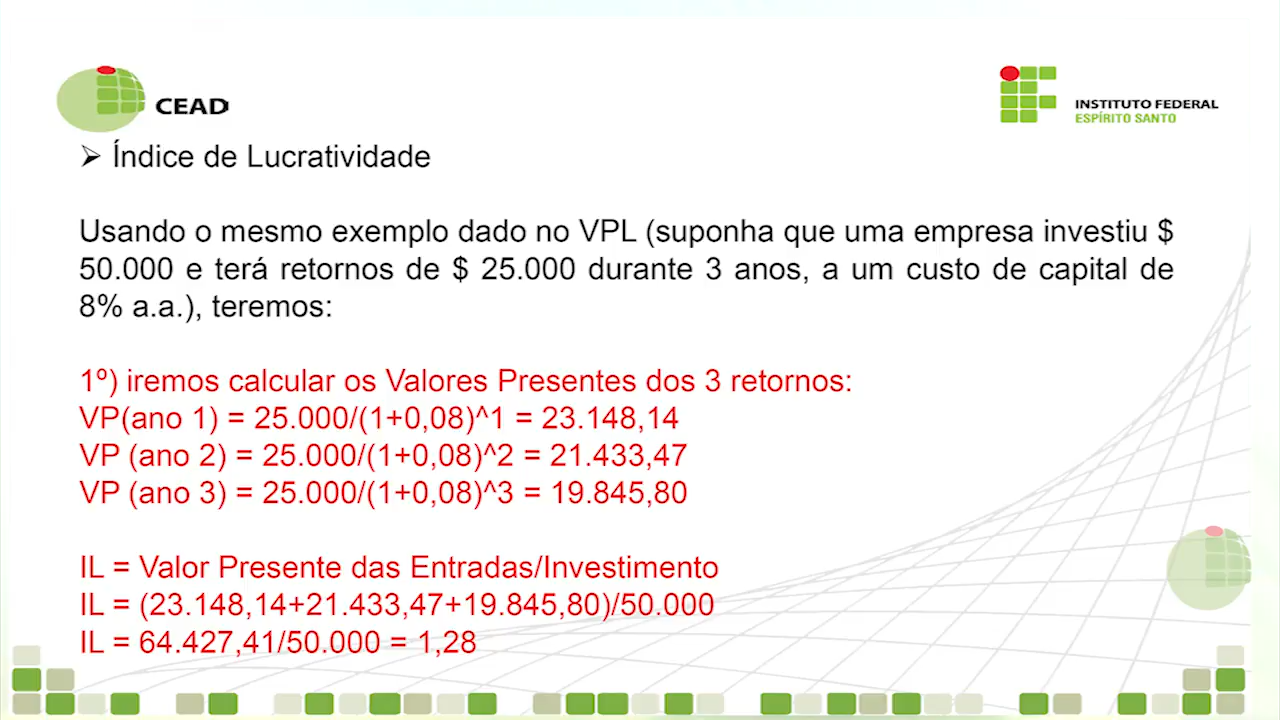 CEAD
INSTITUTO FEDERAL
ESPÍRITO SANTO
➢ Índice de Lucratividade
Usando o mesmo exemplo dado no VPL (suponha que uma empresa investiu $
50.000 e terá retornos de $ 25.000 durante 3 anos, a um custo de capital de
8% a.a.), teremos:
1º) iremos calcular os Valores Presentes dos 3 retornos:
VP(ano 1) = 25.000/(1+0,08)^1 = 23.148,14
VP (ano 2) = 25.000/(1+0,08)^2 = 21.433,47
VP (ano 3) = 25.000/(1+0,08)^3 = 19.845,80
IL = Valor Presente das Entradas/Investimento
IL = (23.148,14+21.433,47+19.845,80)/50.000
IL = 64.427,41/50.000 = 1,28